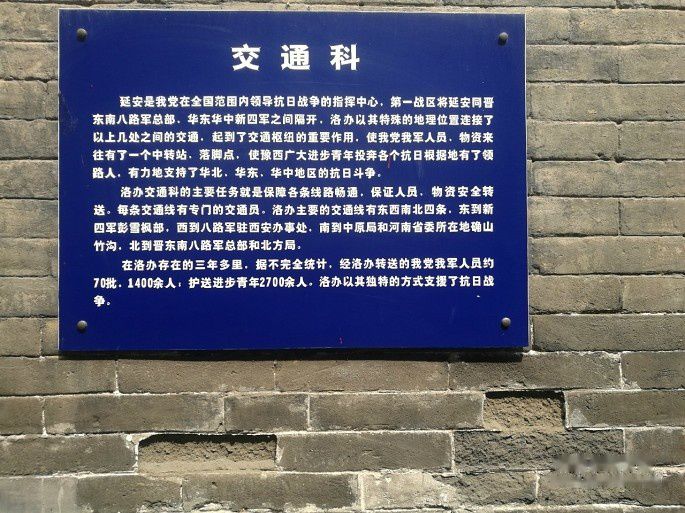 交通科
延安是我党在全国范围内领导抗日战争的指挥中心，第一战区将延安同晋
东南八路军总部、华东华中新四军之间隔开，洛办以其特殊的地理位置连接了
以上几处之间的交通，起到了交通枢纽的重要作用，使我党我军人员、物资来
往有了一个中转站，落脚点，使豫西广大进步青年投奔各个抗日根据地有了领
路人，有力地支持了华北、华东、华中地区的抗日斗争。
洛办交通科的主要任务就是保障各条线路畅通，保证人员、物资安全转
送。每条交通线有专门的交通员。洛办主要的交通线有东西南北四条，东到新
四军彭雪枫部，西到八路军驻西安办事处，南到中原局和河南省委所在地确山
竹沟，北到晋东南八路军总部和北方局。
在洛办存在的三年多里，据不完全统计，经洛办转送的我党我军人员约
70批，1400余人；护送进步青年2700余人。洛办以其独特的方式支援了抗日战
争。